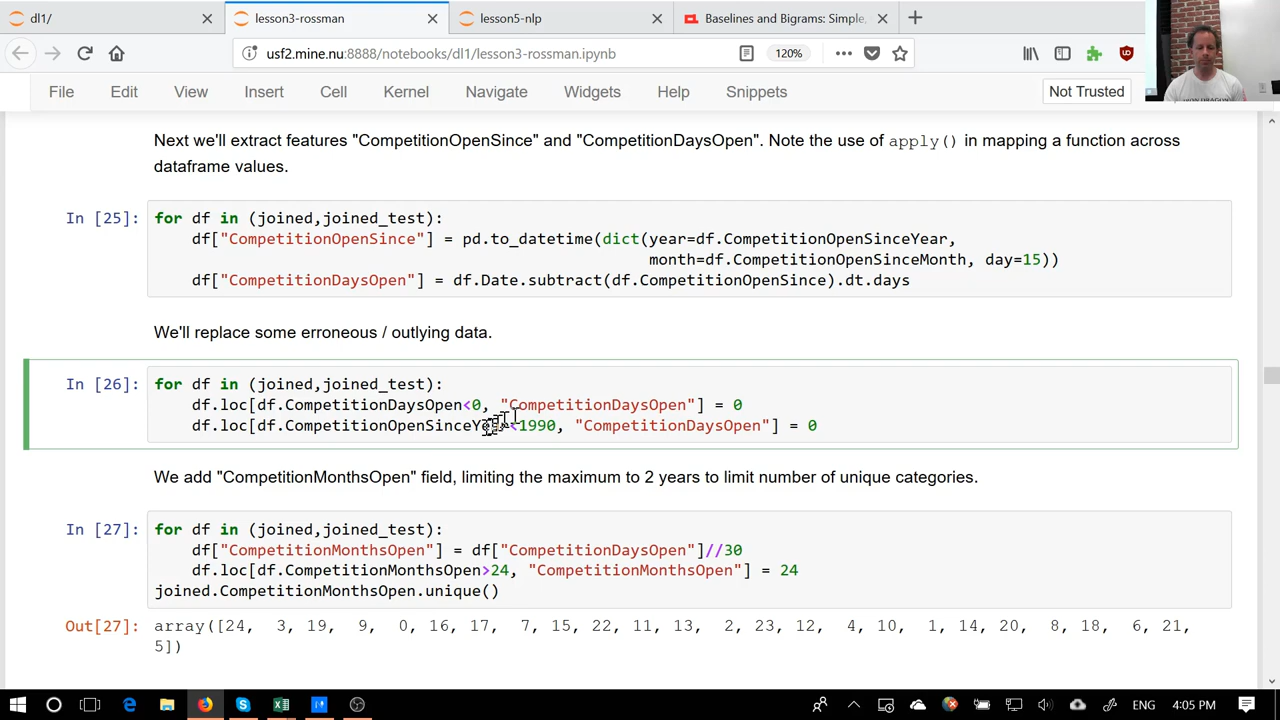 dl1/
lesson3-rossman
lesson5-nlp
Baselines and Bigrams: Simple,
usf2.mine.nu:8888/notebooks/dl1/lesson3-rossman.ipynb
120%
File Edit View Insert Cell Kernel Navigate Widgets Help Snippets
Not Trusted
Next we'll extract features "CompetitionOpenSince" and "CompetitionDaysOpen". Note the use of apply() in mapping a function across
dataframe values.
In [25]:
for df in (joined,joined_test):
df["CompetitionOpenSince"] = pd.to_datetime(dict(year=df.CompetitionOpenSinceYear,
month=df.CompetitionOpenSinceMonth, day=15))
df["CompetitionDaysOpen"] = df.Date.subtract(df.CompetitionOpenSince).dt.days
We'll replace some erroneous / outlying data.
In [26]:
for df in (joined,joined_test):
df.loc[df.CompetitionDaysOpen<0, "CompetitionDaysOpen"] = 0
df.loc[df.CompetitionOpenSinceYear<1990, "CompetitionDaysOpen"] = 0
We add "CompetitionMonthsOpen" field, limiting the maximum to 2 years to limit number of unique categories.
In [27]:
for df in (joined,joined_test):
df["CompetitionMonthsOpen"] = df["CompetitionDaysOpen"]//30
df.loc[df.CompetitionMonthsOpen>24, "CompetitionMonthsOpen"] = 24
joined.CompetitionMonthsOpen.unique()
Out[27]:
array([24, 3, 19, 9, 0, 16, 17, 7, 15, 22, 11, 13, 2, 23, 12, 4, 10, 1, 14, 20, 8, 18, 6, 21,
5])
ENG
4:05 PM